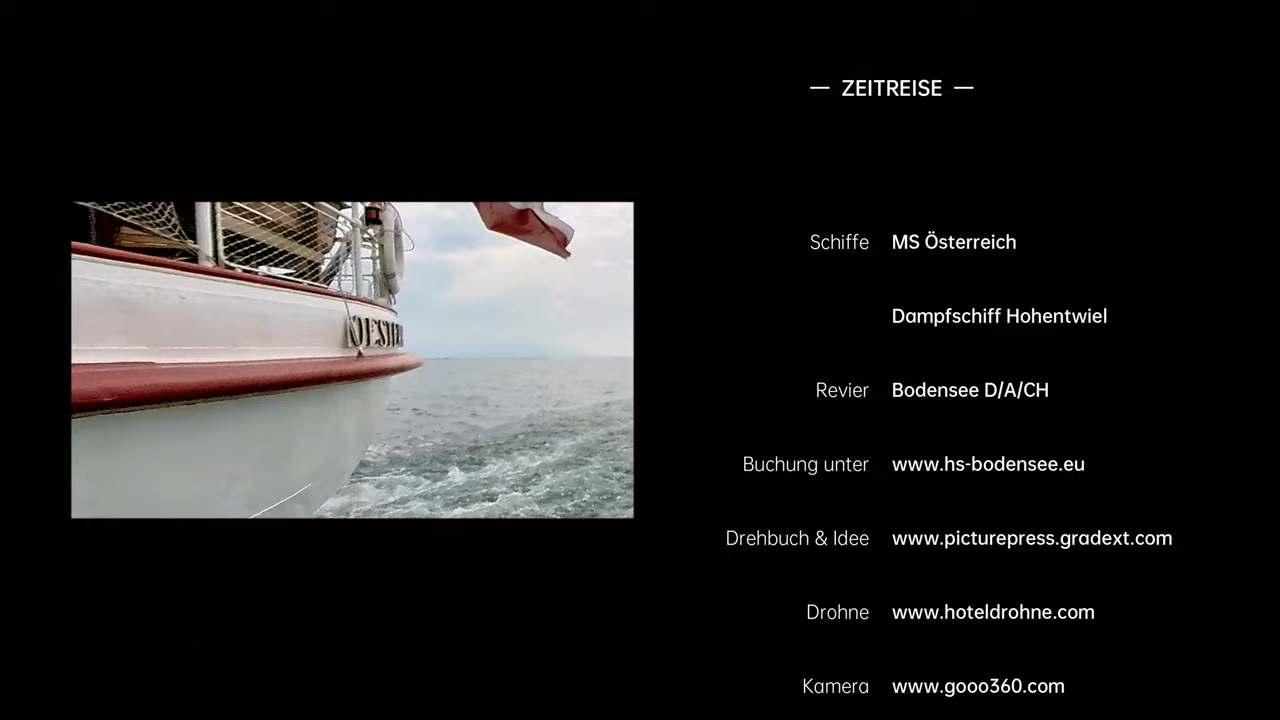 — ZEITREISE —
OESTER
Schiffe MS Österreich
Dampfschiff Hohentwiel
Revier Bodensee D/A/CH
Buchung unter www.hs-bodensee.eu
Drehbuch & Idee www.picturepress.gradext.com
Drohne www.hoteldrohne.com
Kamera www.gooo360.com